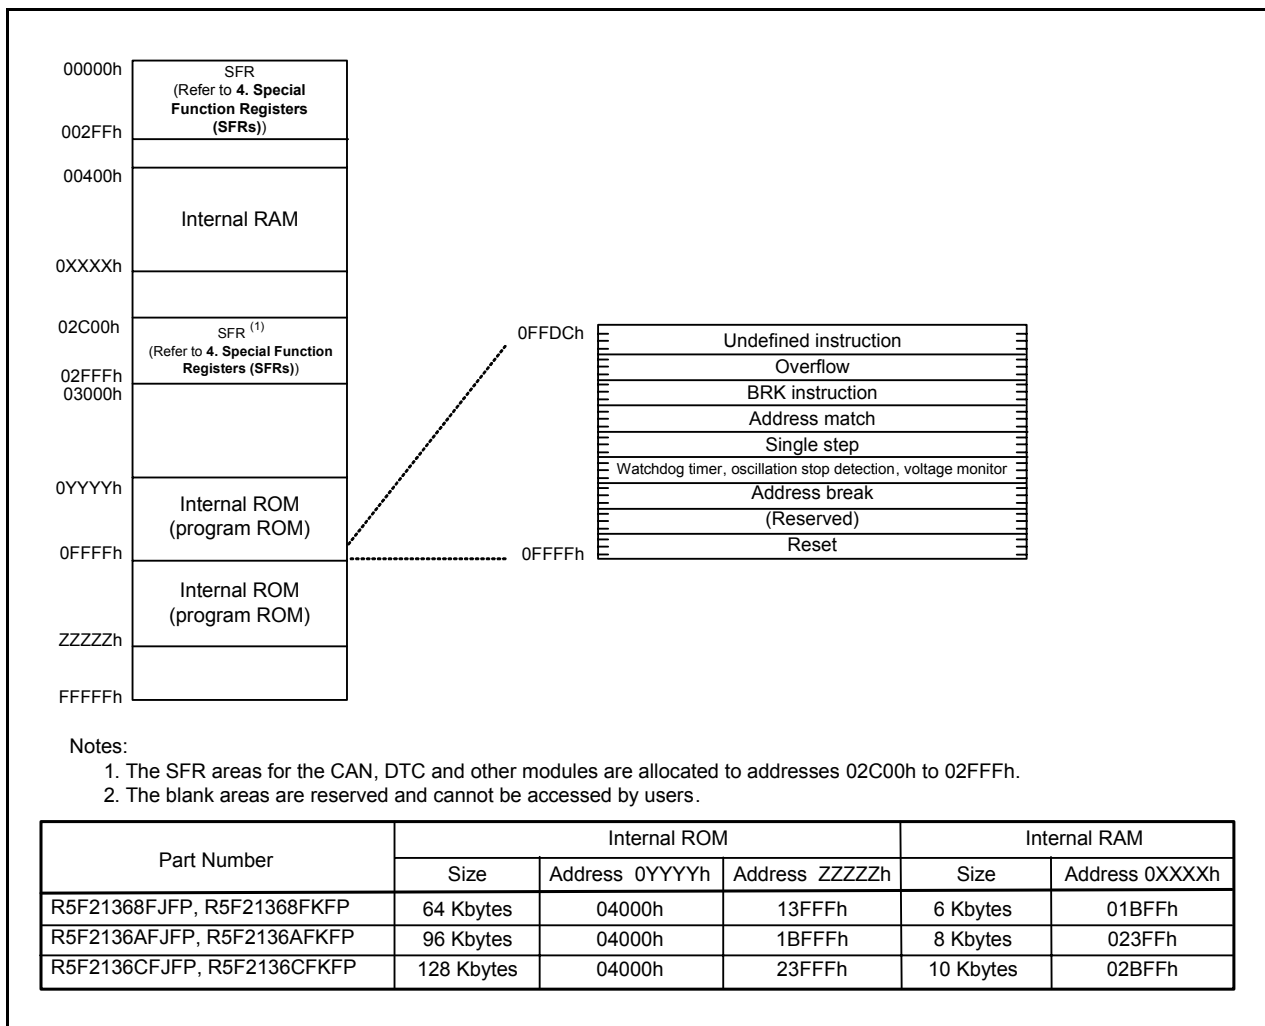 00000h
SFR
(Refer to 4. Special
Function Registers
(SFRs))
002FFh
00400h
Internal RAM
0XXXXh
02C00h
SFR (1)
(Refer to 4. Special Function
Registers (SFRs))
02FFFh
03000h
0YYYYh
Internal ROM
(program ROM)
0FFFFh
Internal ROM
(program ROM)
ZZZZZh
FFFFFh
0FFDCh
Undefined instruction
Overflow
BRK instruction
Address match
Single step
Watchdog timer, oscillation stop detection, voltage monitor
Address break
(Reserved)
0FFFFh
Reset
Notes:
1. The SFR areas for the CAN, DTC and other modules are allocated to addresses 02C00h to 02FFFh.
2. The blank areas are reserved and cannot be accessed by users.
Part Number Internal ROM Internal RAM
Size Address 0YYYYh Address ZZZZZh Size Address 0XXXXh
R5F21368FJFP, R5F21368FKFP 64 Kbytes 04000h 13FFFh 6 Kbytes 01BFFh
R5F2136AFJFP, R5F2136AFKFP 96 Kbytes 04000h 1BFFFh 8 Kbytes 023FFh
R5F2136CFJFP, R5F2136CFKFP 128 Kbytes 04000h 23FFFh 10 Kbytes 02BFFh